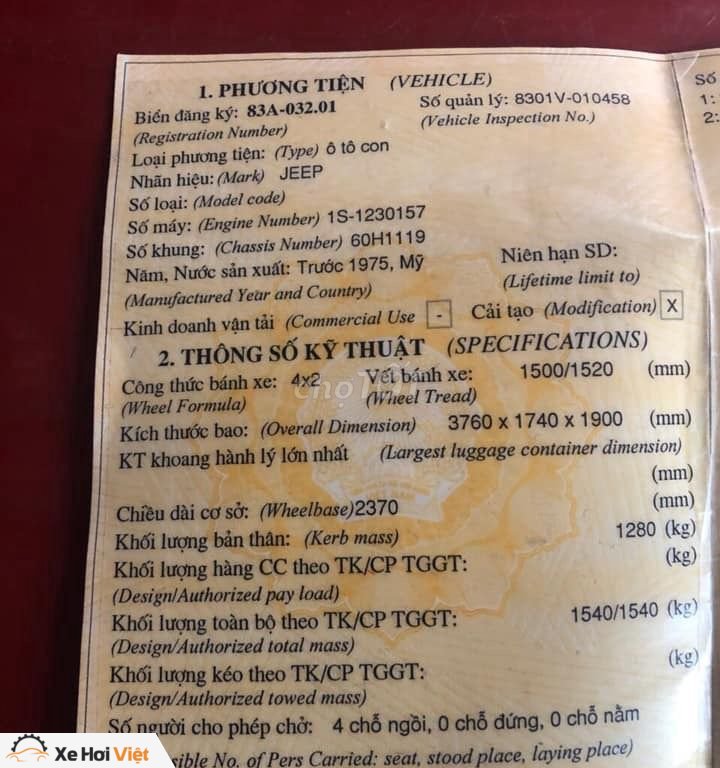 1. PHƯƠNG TIỆN (VEHICLE)
Biển đăng ký: 83A-032.01 Số quản lý: 8301V-010458
(Registration Number) (Vehicle Inspection No.)
Loại phương tiện: (Type) ô tô con
Nhãn hiệu: (Mark) JEEP
Số loại: (Model code)
Số máy: (Engine Number) 1S-1230157
Số khung: (Chassis Number) 60H1119
Năm, Nước sản xuất: Trước 1975, Mỹ Niên hạn SD:
(Manufactured Year and Country) (Lifetime limit to)
Kinh doanh vận tải (Commercial Use - Cải tạo (Modification) X
2. THÔNG SỐ KỸ THUẬT (SPECIFICATIONS)
Công thức bánh xe: 4x2 Vết bánh xe: 1500/1520 (mm)
(Wheel Formula) (Wheel Tread)
Kích thước bao: (Overall Dimension) 3760 x 1740 x 1900 (mm)
KT khoang hành lý lớn nhất (Largest luggage container dimension)
(mm)
Chiều dài cơ sở: (Wheelbase)2370 (mm)
Khối lượng bản thân: (Kerb mass) 1280 (kg)
Khối lượng hàng CC theo TK/CP TGGT: (kg)
(Design/Authorized pay load)
Khối lượng toàn bộ theo TK/CP TGGT: 1540/1540 (kg)
(Design/Authorized total mass)
Khối lượng kéo theo TK/CP TGGT: (kg)
(Design/Authorized towed mass)
Số người cho phép chở: 4 chỗ ngồi, 0 chỗ đứng, 0 chỗ nằm
sible No. of Pers Carried: seat, stood place, laying place)
Số
1:
2:
chợTỐT
Xe Hơi Việt